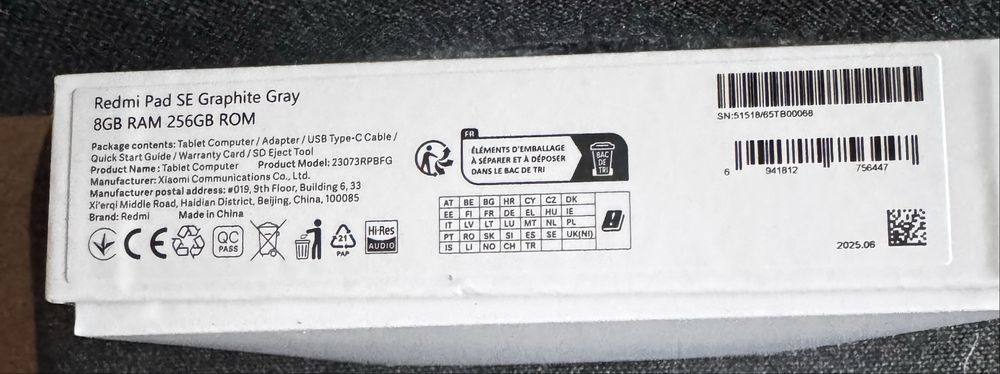 Redmi Pad SE Graphite Gray
8GB RAM 256GB ROM
Package contents: Tablet Computer / Adapter / USB Type-C Cable /
Quick Start Guide / Warranty Card / SD Eject Tool
Product Name: Tablet Computer Product Model: 23073RPBFG
Manufacturer: Xiaomi Communications Co., Ltd.
Manufacturer postal address: #019, 9th Floor, Building 6, 33
Xi'erqi Middle Road, Haidian District, Beijing, China, 100085
Brand: Redmi Made in China
CE
QC
PASS
21
PAP
Hi-Res
AUDIO
FR
ÉLÉMENTS D'EMBALLAGE
À SÉPARER ET À DÉPOSER
DANS LE BAC DE TRI
BAC
DE
TRI
AT BE BG HR CY CZ DK
EE FI FR DE EL HU IE
IT LV LT LU MT NL PL
PT RO SK SI ES SE UK(NI)
IS LI NO CH TR
SN:51518/65TB00068
6 941812 756447
2025.06